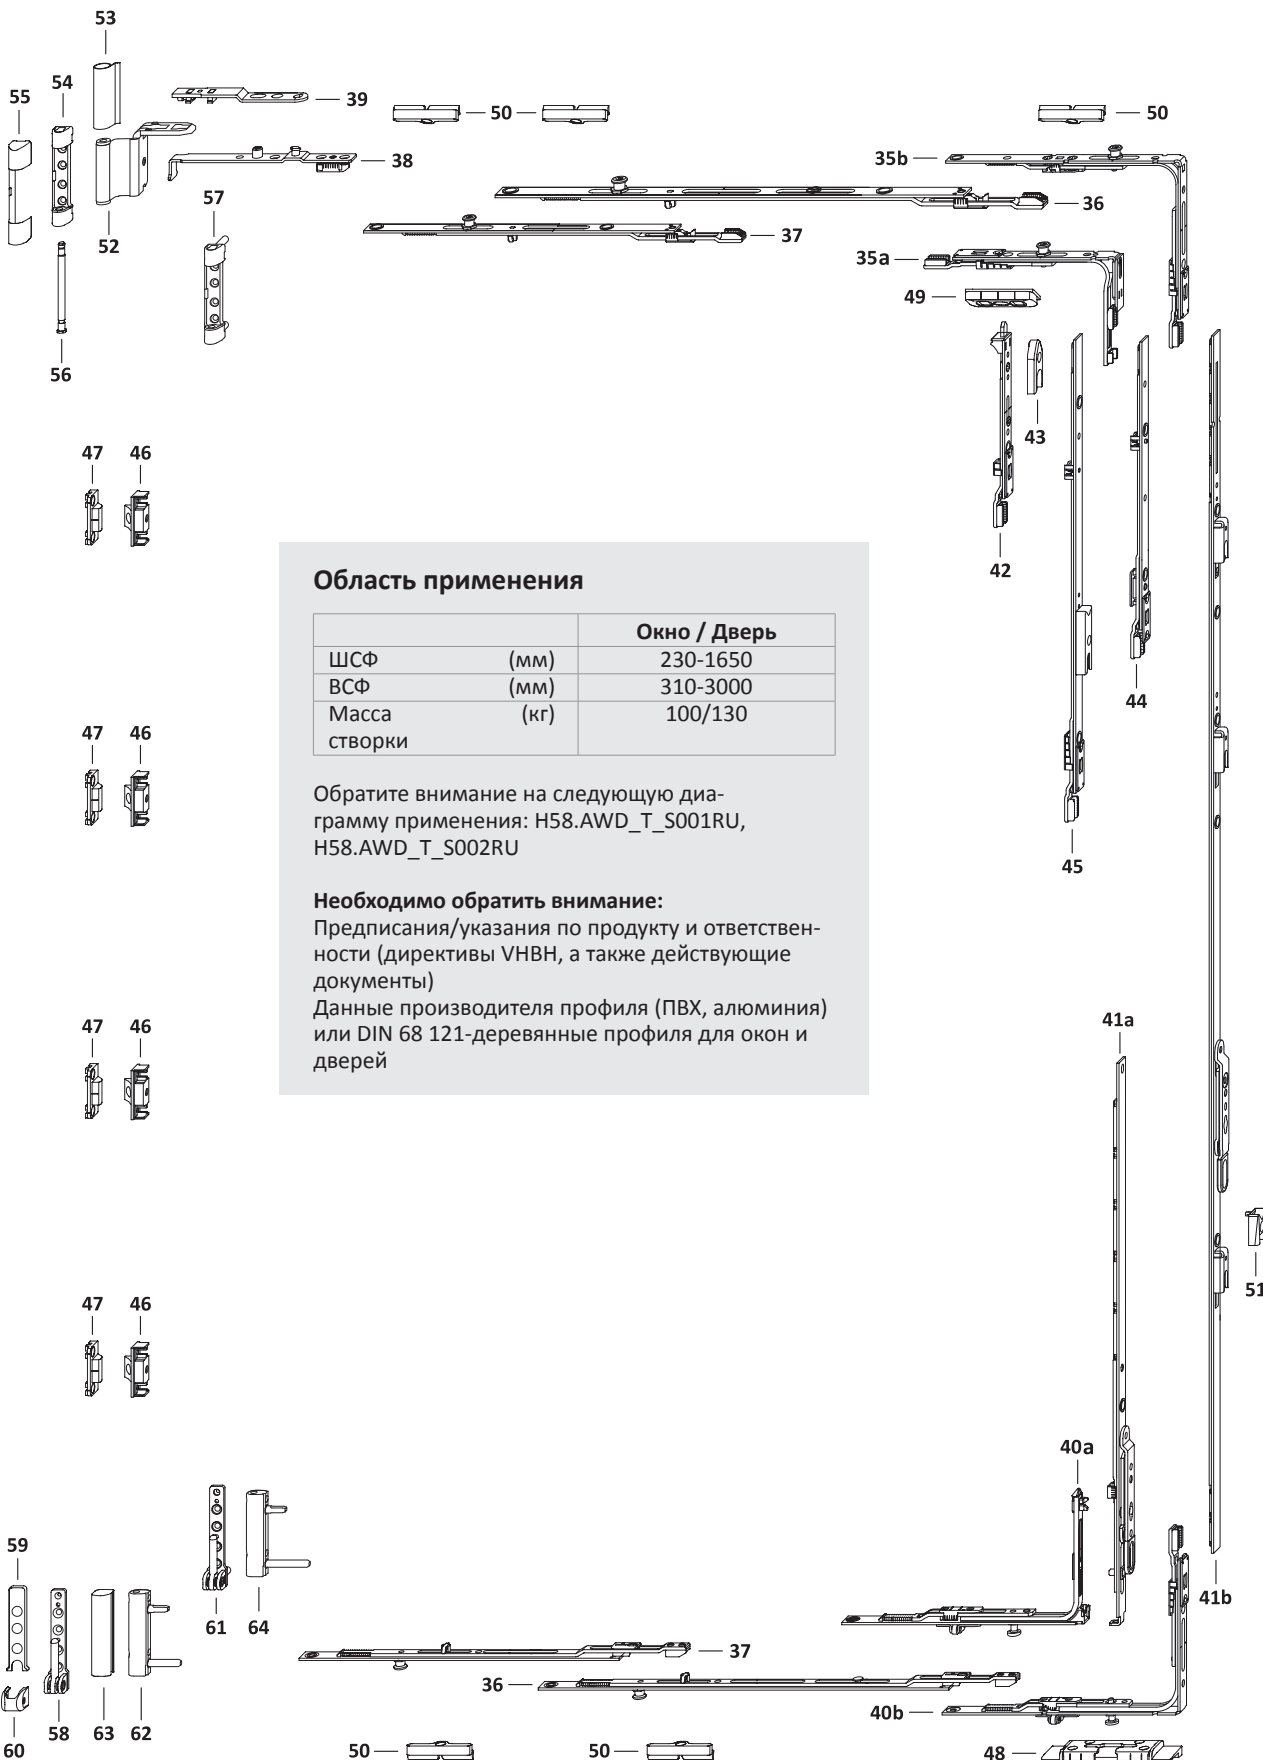 53
54
55
39
50
50
50
38
35b
57
36
52
37
35a
49
56
43
47
46
42
Область применения
Окно / Дверь
ШСФ (мм) 230-1650
ВСФ (мм) 310-3000
Масса (кг) 100/130
створки
44
47
46
Обратите внимание на следующую диа-
грамму применения: H58.AWD_T_S001RU,
H58.AWD_T_S002RU
45
Необходимо обратить внимание:
Предписания/указания по продукту и ответствен-
ности (директивы VHBH, а также действующие
документы)
Данные производителя профиля (ПВХ, алюминия)
или DIN 68 121-деревянные профиля для окон и
дверей
47
46
41a
51
47
46
40a
59
41b
61
64
37
36
40b
58
63
62
60
50
50
48